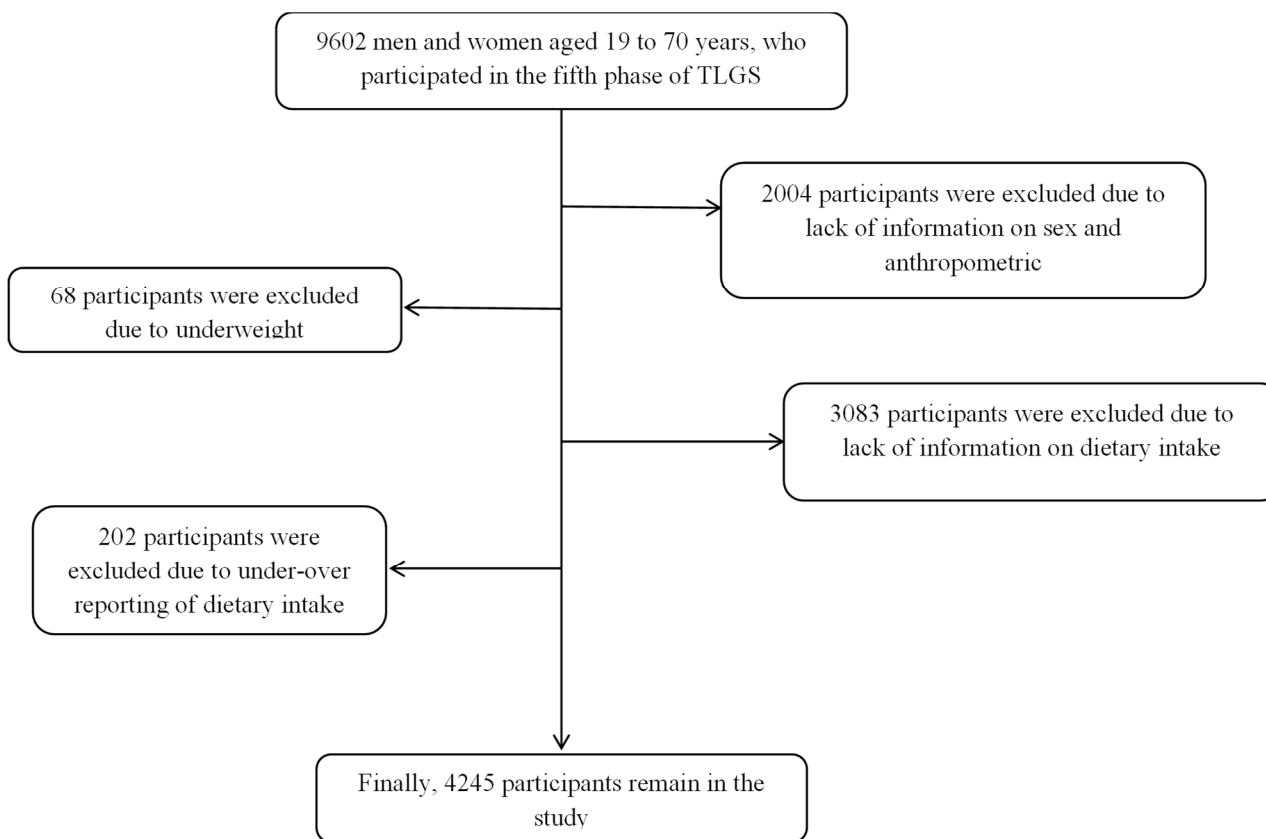 9602 men and women aged 19 to 70 years, who
participated in the fifth phase of TLGS
2004 participants were excluded due to
lack of information on sex and
anthropometric
68 participants were excluded
due to underweight
3083 participants were excluded due to
lack of information on dietary intake
202 participants were
excluded due to under-over
reporting of dietary intake
Finally, 4245 participants remain in the
study